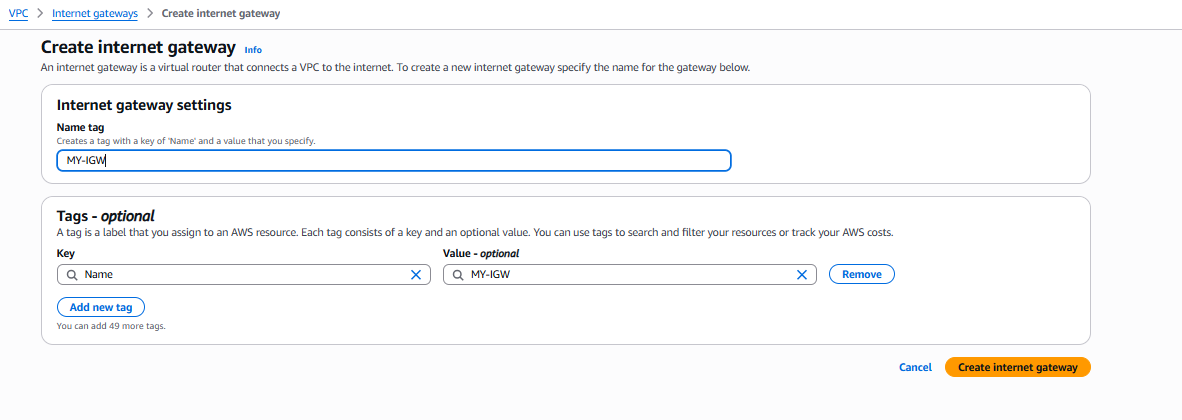 VPC > Internet gateways > Create internet gateway
Create internet gateway Info
An internet gateway is a virtual router that connects a VPC to the internet. To create a new internet gateway specify the name for the gateway below.
Internet gateway settings
Name tag
Creates a tag with a key of 'Name' and a value that you specify.
MY-IGW
Tags - optional
A tag is a label that you assign to an AWS resource. Each tag consists of a key and an optional value. You can use tags to search and filter your resources or track your AWS costs.
Key Value - optional
Name MY-IGW Remove
Add new tag
You can add 49 more tags.
Cancel Create internet gateway